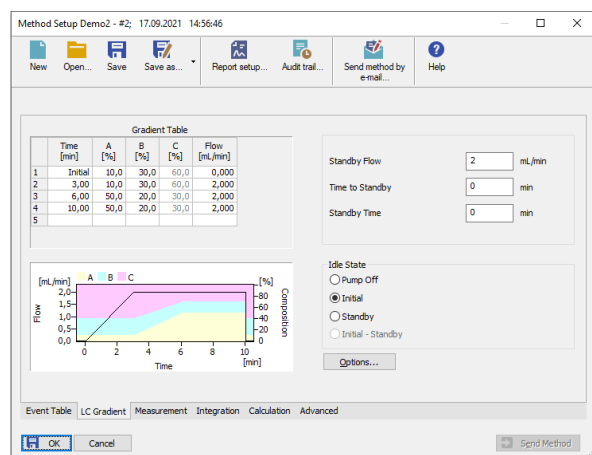 Method Setup Demo2 - #2; 17.09.2021 14:56:46
New Open... Save Save as... Report setup... Audit trail... Send method by e-mail... Help
Gradient Table
Time [min] A [%] B [%] C [%] Flow [mL/min]
1 Initial 10,0 30,0 60,0 0,000
2 3,00 10,0 30,0 60,0 2,000
3 6,00 50,0 20,0 30,0 2,000
4 10,00 50,0 20,0 30,0 2,000
5
Standby Flow 2 mL/min
Time to Standby 0 min
Standby Time 0 min
[mL/min] A B C [%]
2,0
1,5
1,0
0,5
0,0
Flow
80
60
40
20
0
Composition
0 2 4 6 8 10
Time [min]
Idle State
Pump Off
Initial
Standby
Initial - Standby
Options...
Event Table LC Gradient Measurement Integration Calculation Advanced
OK Cancel Send Method